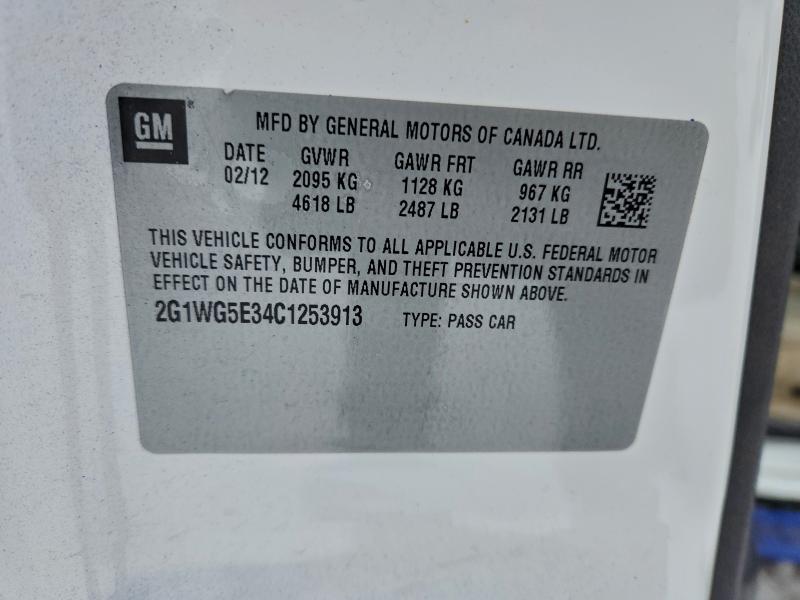 GM ®
MFD BY GENERAL MOTORS OF CANADA LTD.
DATE GVWR GAWR FRT GAWR RR
02/12 2095 KG 1128 KG 967 KG
4618 LB 2487 LB 2131 LB
THIS VEHICLE CONFORMS TO ALL APPLICABLE U.S. FEDERAL MOTOR
VEHICLE SAFETY, BUMPER, AND THEFT PREVENTION STANDARDS IN
EFFECT ON THE DATE OF MANUFACTURE SHOWN ABOVE.
2G1WG5E34C1253913 TYPE: PASS CAR